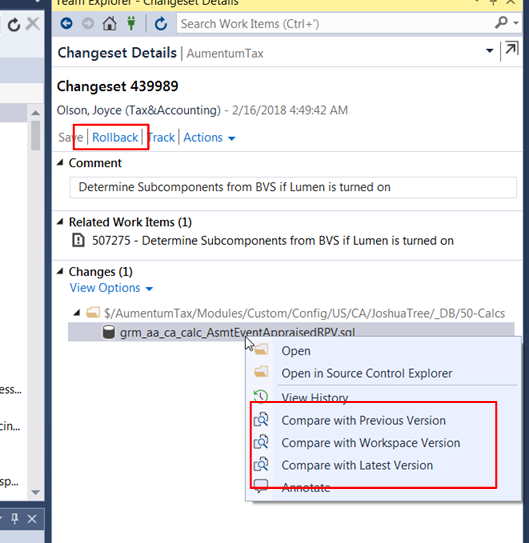 Team Explorer - Changeset Details
Search Work Items (Ctrl+')
Changeset Details | AumentumTax
Changeset 439989
Olson, Joyce (Tax&Accounting) - 2/16/2018 4:49:42 AM
Save | Rollback | Track | Actions
Comment
Determine Subcomponents from BVS if Lumen is turned on
Related Work Items (1)
507275 - Determine Subcomponents from BVS if Lumen is turned on
Changes (1)
View Options
$/AumentumTax/Modules/Custom/Config/US/CA/JoshuaTree/_DB/50-Calcs
grm_aa_ca_calc_AsmtEventAppraisedRPV.sql
Open
Open in Source Control Explorer
View History
Compare with Previous Version
ess...
Compare with Workspace Version
cin...
Compare with Latest Version
sp...
Annotate